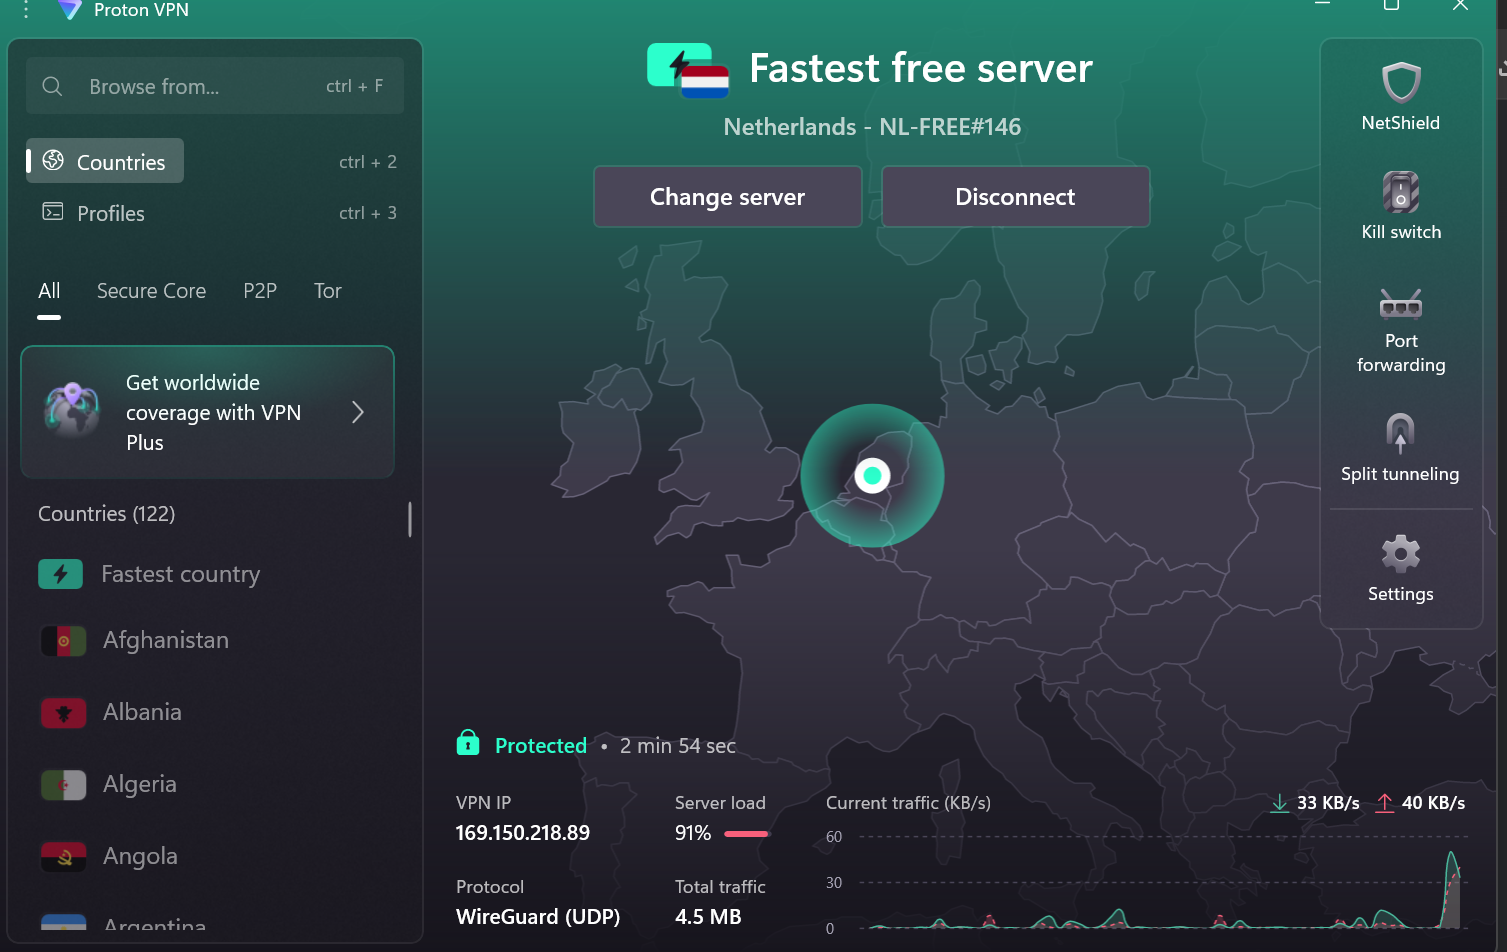 Proton VPN
Browse from...
ctrl + F
Countries
ctrl + 2
Profiles
ctrl + 3
All
Secure Core
P2P
Tor
Get worldwide
coverage with VPN
Plus
Countries (122)
Fastest country
Afghanistan
Albania
Algeria
Angola
Argentina
Fastest free server
Netherlands - NL-FREE#146
Change server
Disconnect
Protected • 2 min 54 sec
VPN IP
169.150.218.89
Server load
91%
Protocol
WireGuard (UDP)
Total traffic
4.5 MB
Current traffic (KB/s)
33 KB/s
40 KB/s
60
30
0
NetShield
Kill switch
Port
forwarding
Split tunneling
Settings